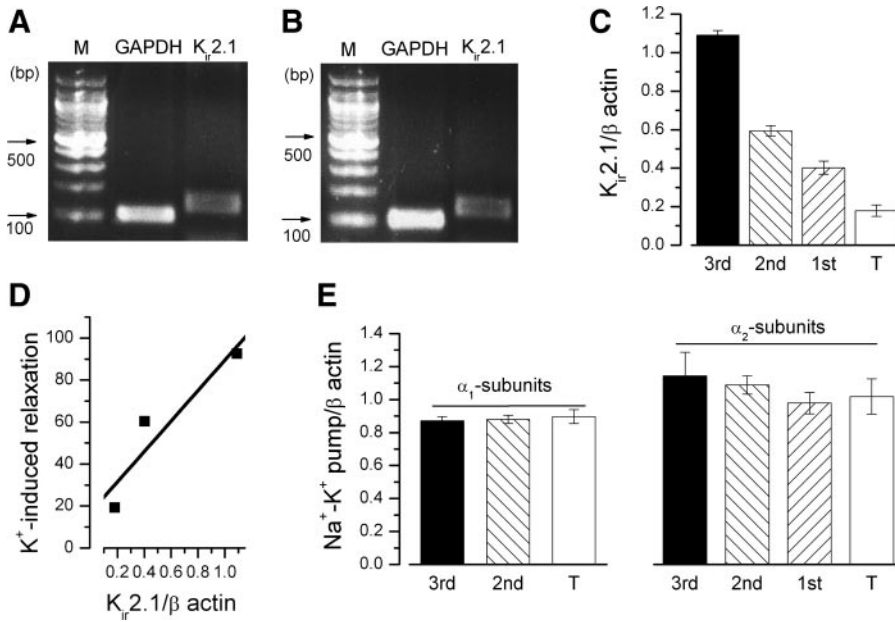 A
M GAPDH Kir2.1
(bp)
500
100
B
M GAPDH Kir2.1
(bp)
500
100
C
Kir2.1/β actin
1.2
1.0
0.8
0.6
0.4
0.2
0.0
3rd 2nd 1st T
D
K+-induced relaxation
100
80
60
40
20
0
0.2 0.4 0.6 0.8 1.0
Kir2.1/β actin
E
Na+-K+ pump/β actin
1.4
1.2
1.0
0.8
0.6
0.4
0.2
0.0
α1-subunits
3rd 2nd T
α2-subunits
3rd 2nd 1st T